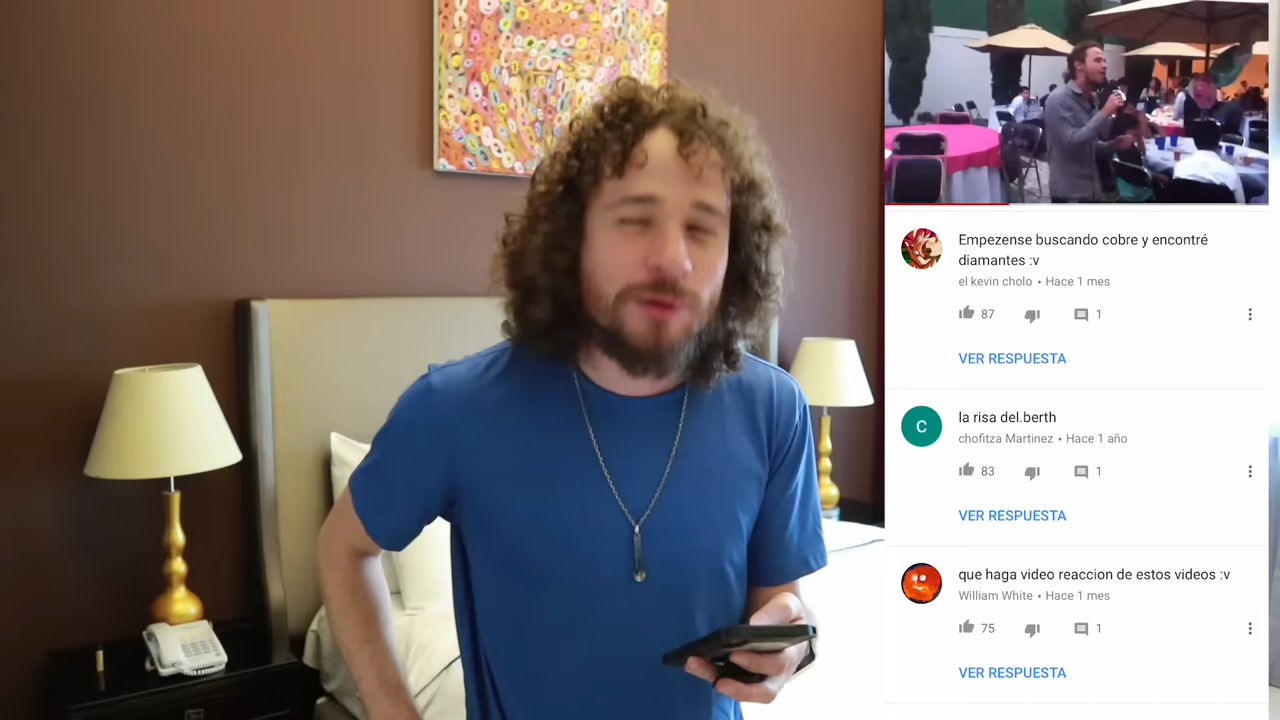 Empezense buscando cobre y encontré
diamantes :v
el kevin cholo • Hace 1 mes
87
1
VER RESPUESTA
C
la risa del.berth
chofitza Martinez • Hace 1 año
83
1
VER RESPUESTA
que haga video reaccion de estos videos :v
William White • Hace 1 mes
75
1
VER RESPUESTA